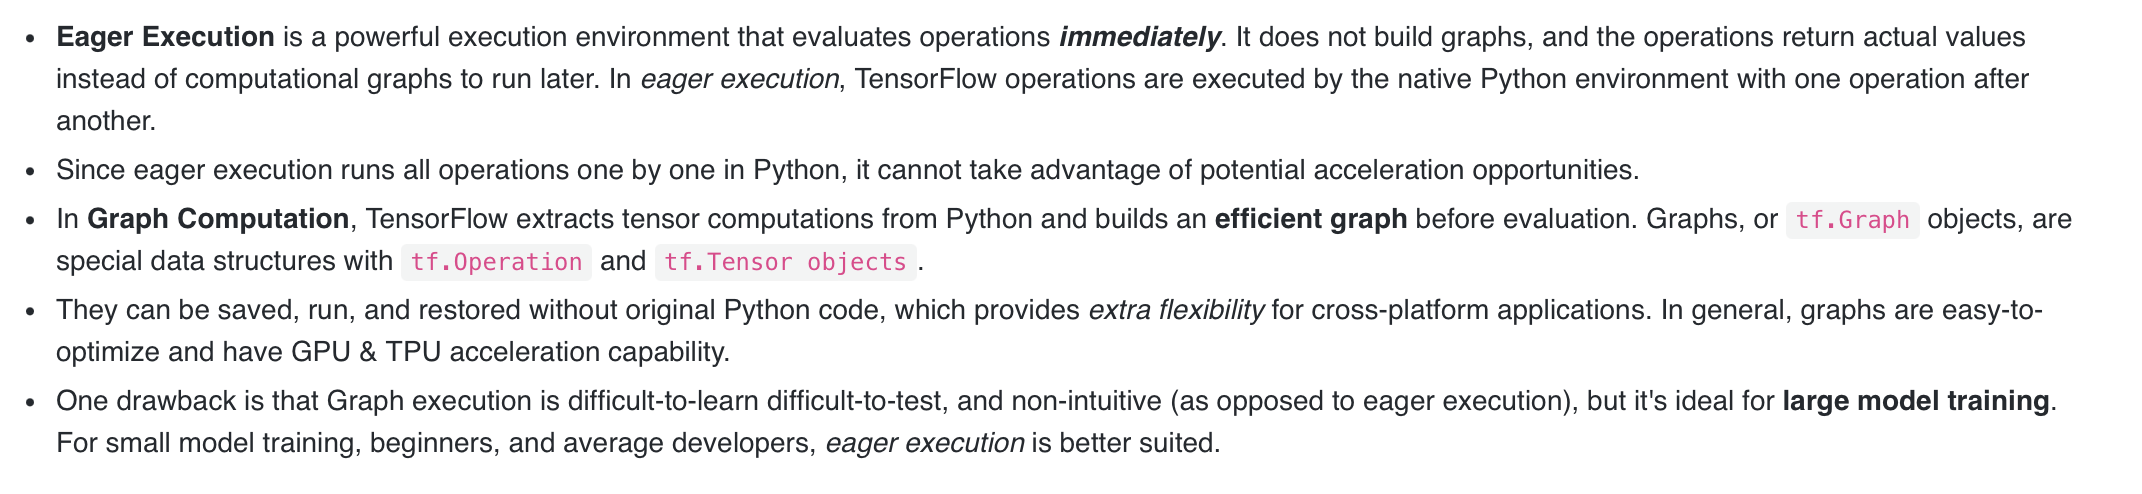 Eager Execution is a powerful execution environment that evaluates operations immediately. It does not build graphs, and the operations return actual values
instead of computational graphs to run later. In eager execution, TensorFlow operations are executed by the native Python environment with one operation after
another.
Since eager execution runs all operations one by one in Python, it cannot take advantage of potential acceleration opportunities.
In Graph Computation, TensorFlow extracts tensor computations from Python and builds an efficient graph before evaluation. Graphs, or tf.Graph objects, are
special data structures with tf.Operation and tf.Tensor objects.
They can be saved, run, and restored without original Python code, which provides extra flexibility for cross-platform applications. In general, graphs are easy-to-
optimize and have GPU & TPU acceleration capability.
One drawback is that Graph execution is difficult-to-learn difficult-to-test, and non-intuitive (as opposed to eager execution), but it's ideal for large model training.
For small model training, beginners, and average developers, eager execution is better suited.